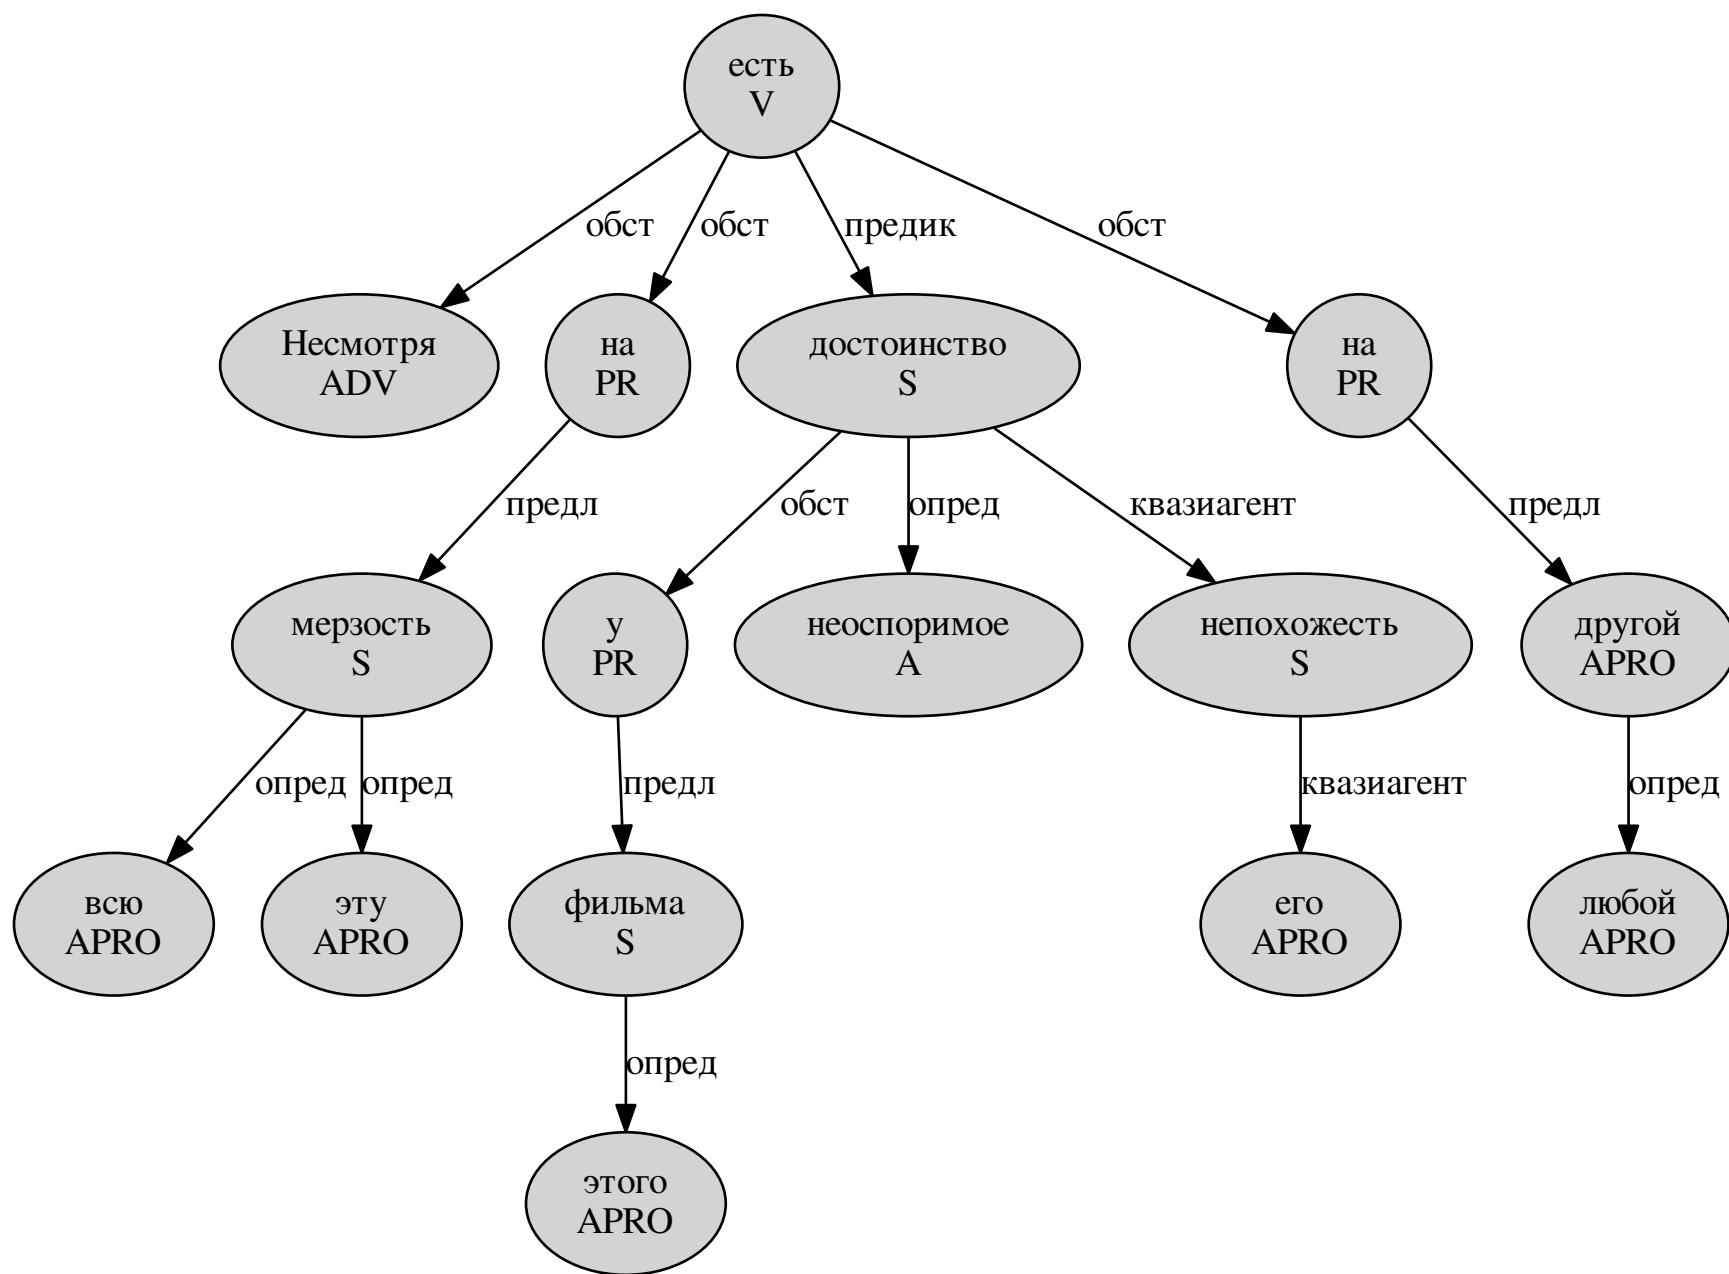 есть
V
обст
обст
предик
обст
Несмотря
ADV
на
PR
достоинство
S
на
PR
предл
обст
опред
квазиагент
предл
мерзость
S
у
PR
неоспоримое
A
непохожесть
S
другой
APRO
опред
опред
предл
квазиагент
опред
всю
APRO
эту
APRO
фильма
S
его
APRO
любой
APRO
опред
этого
APRO